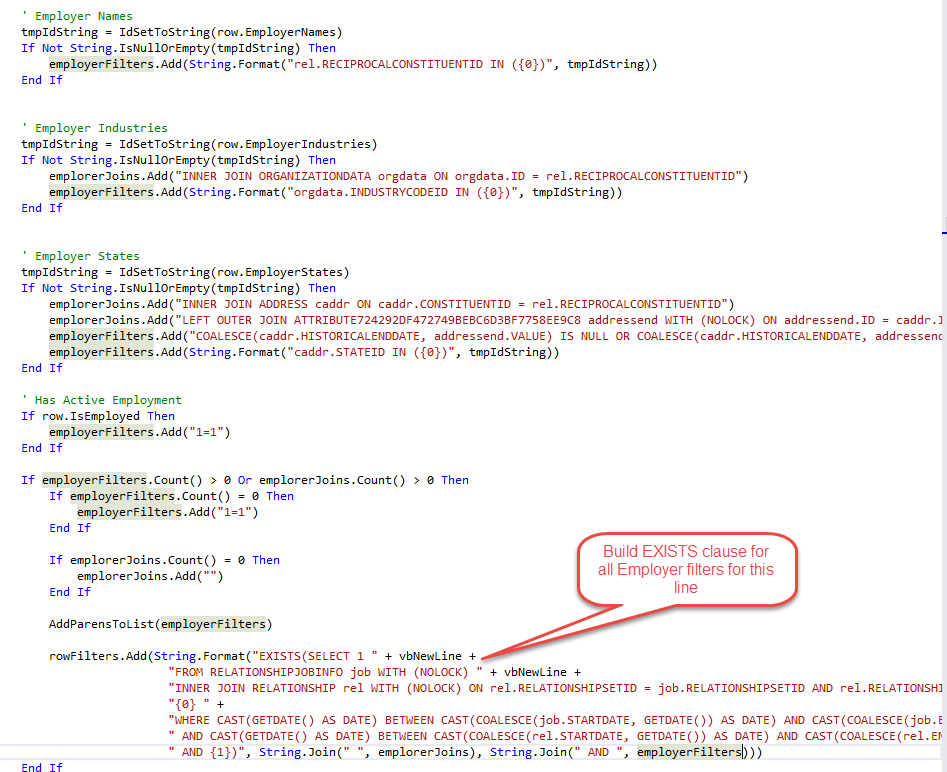 ' Employer Names
tmpIdString = IdSetToString(row.EmployerNames)
If Not String.IsNullOrEmpty(tmpIdString) Then
    employerFilters.Add(String.Format("rel.RECIPROCALCONSTITUENTID IN ({0})", tmpIdString))
End If
' Employer Industries
tmpIdString = IdSetToString(row.EmployerIndustries)
If Not String.IsNullOrEmpty(tmpIdString) Then
    emplorerJoins.Add("INNER JOIN ORGANIZATIONDATA orgdata ON orgdata.ID = rel.RECIPROCALCONSTITUENTID")
    employerFilters.Add(String.Format("orgdata.INDUSTRYCODEID IN ({0})", tmpIdString))
End If
' Employer States
tmpIdString = IdSetToString(row.EmployerStates)
If Not String.IsNullOrEmpty(tmpIdString) Then
    emplorerJoins.Add("INNER JOIN ADDRESS caddr ON caddr.CONSTITUENTID = rel.RECIPROCALCONSTITUENTID")
    emplorerJoins.Add("LEFT OUTER JOIN ATTRIBUTE724292DF472749BEBC6D3BF7758EE9C8 addressend WITH (NOLOCK) ON addressend.ID = caddr.
    employerFilters.Add("COALESCE(caddr.HISTORICALENDDATE, addressend.VALUE) IS NULL OR COALESCE(caddr.HISTORICALENDDATE, addressend
    employerFilters.Add(String.Format("caddr.STATEID IN ({0})", tmpIdString))
End If
' Has Active Employment
If row.IsEmployed Then
    employerFilters.Add("1=1")
End If
If employerFilters.Count() > 0 Or emplorerJoins.Count() > 0 Then
    If employerFilters.Count() = 0 Then
        employerFilters.Add("1=1")
    End If
    If emplorerJoins.Count() = 0 Then
        emplorerJoins.Add("")
    End If
    AddParensToList(employerFilters)
Build EXISTS clause for
all Employer filters for this
line
    rowFilters.Add(String.Format("EXISTS(SELECT 1 " + vbNewLine +
        "FROM RELATIONSHIPJOBINFO job WITH (NOLOCK) " + vbNewLine +
        "INNER JOIN RELATIONSHIP rel WITH (NOLOCK) ON rel.RELATIONSHIPSETID = job.RELATIONSHIPSETID AND rel.RELATIONSHI
        "{0} " +
        "WHERE CAST(GETDATE() AS DATE) BETWEEN CAST(COALESCE(job.STARTDATE, GETDATE()) AS DATE) AND CAST(COALESCE(job.E
        " AND CAST(GETDATE() AS DATE) BETWEEN CAST(COALESCE(rel.STARTDATE, GETDATE()) AS DATE) AND CAST(COALESCE(rel.EN
        " AND {1})", String.Join(" ", emplorerJoins), String.Join(" AND ", employerFilters)))
End If